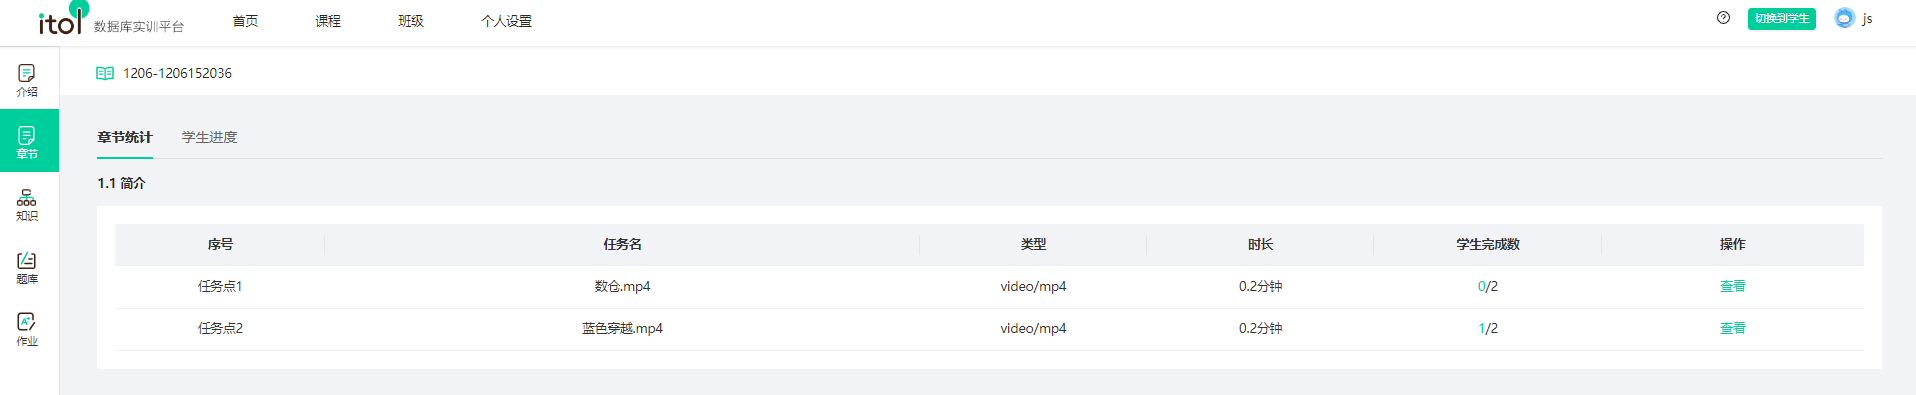 itol 数据库实训平台 首页 课程 班级 个人设置 切换到学生 js
介绍
章节
知识
题库
作业
1206-1206152036
章节统计 学生进度
1.1 简介
序号 任务名 类型 时长 学生完成数 操作
任务点1 数仓.mp4 video/mp4 0.2分钟 0/2 查看
任务点2 蓝色穿越.mp4 video/mp4 0.2分钟 1/2 查看